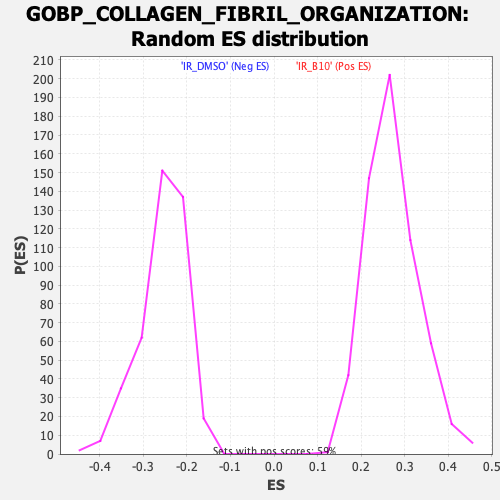 GOBP_COLLAGEN_FIBRIL_ORGANIZATION:
Random ES distribution
'IR_DMSO' (Neg ES)
'IR_B10' (Pos ES)
210
200
190
180
170
160
150
140
130
120
110
100
90
80
70
60
50
40
30
20
10
0
P(ES)
Sets with pos scores: 59%
-0.4 -0.3 -0.2 -0.1 0.0 0.1 0.2 0.3 0.4 0.5
ES